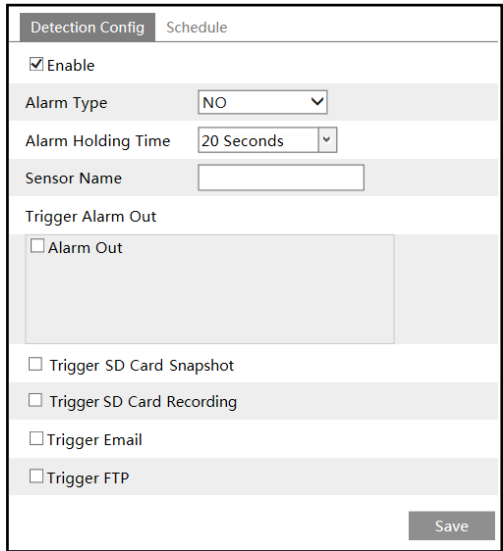 Detection Config Schedule
Enable
Alarm Type NO
Alarm Holding Time 20 Seconds
Sensor Name
Trigger Alarm Out
Alarm Out
Trigger SD Card Snapshot
Trigger SD Card Recording
Trigger Email
Trigger FTP
Save